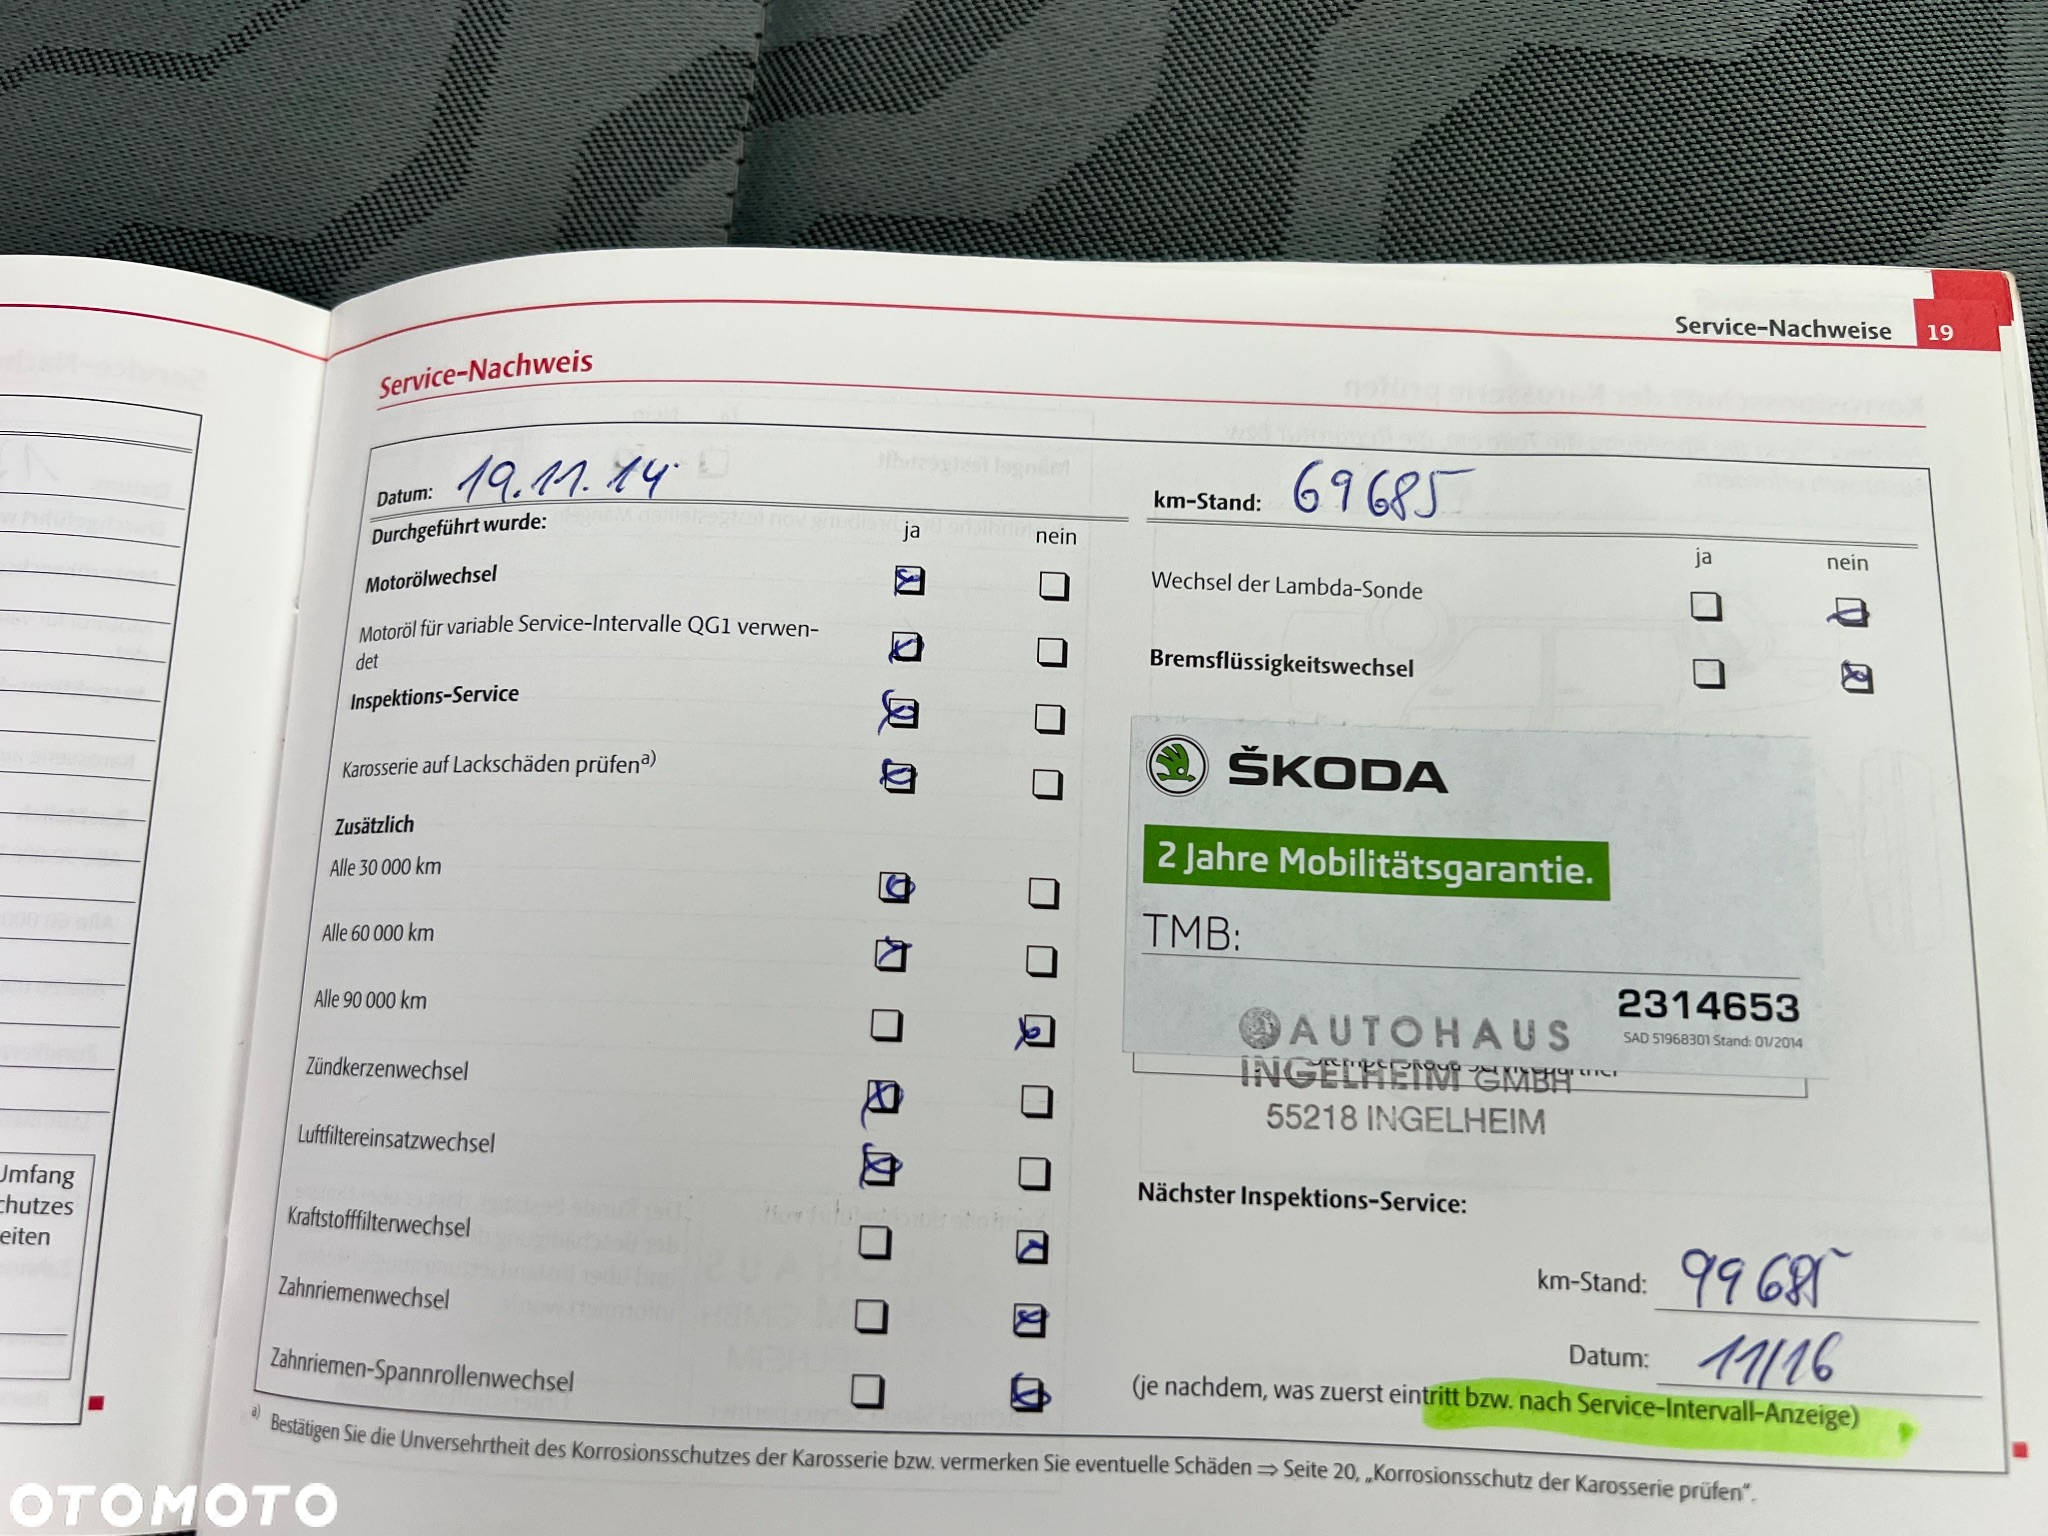 Service-Nachweise 19
Service-Nachweis
Datum: 19.11.14
km-Stand: 69685
Durchgeführt wurde: ja nein
Motorölwechsel
Motoröl für variable Service-Intervalle QG1 verwen-
det
Inspektions-Service
Karosserie auf Lackschäden prüfen a)
Zusätzlich
Alle 30 000 km
Alle 60 000 km
Alle 90 000 km
Zündkerzenwechsel
Luftfiltereinsatzwechsel
Kraftstofffilterwechsel
Zahnriemenwechsel
Zahnriemen-Spannrollenwechsel
ja nein
Wechsel der Lambda-Sonde
Bremsflüssigkeitswechsel
ŠKODA
2 Jahre Mobilitätsgarantie.
TMB:
2314653
SAD 51968301 Stand: 01/2014
AUTOHAUS
INGELHEIM GMBH
55218 INGELHEIM
Nächster Inspektions-Service:
km-Stand: 99685
Datum: 11/16
(je nachdem, was zuerst eintritt bzw. nach Service-Intervall-Anzeige)
a) Bestätigen Sie die Unversehrtheit des Korrosionsschutzes der Karosserie bzw. vermerken Sie eventuelle Schäden ⇒ Seite 20, „Korrosionsschutz der Karosserie prüfen“.
Umfang
chutzes
eiten
OTOMOTO